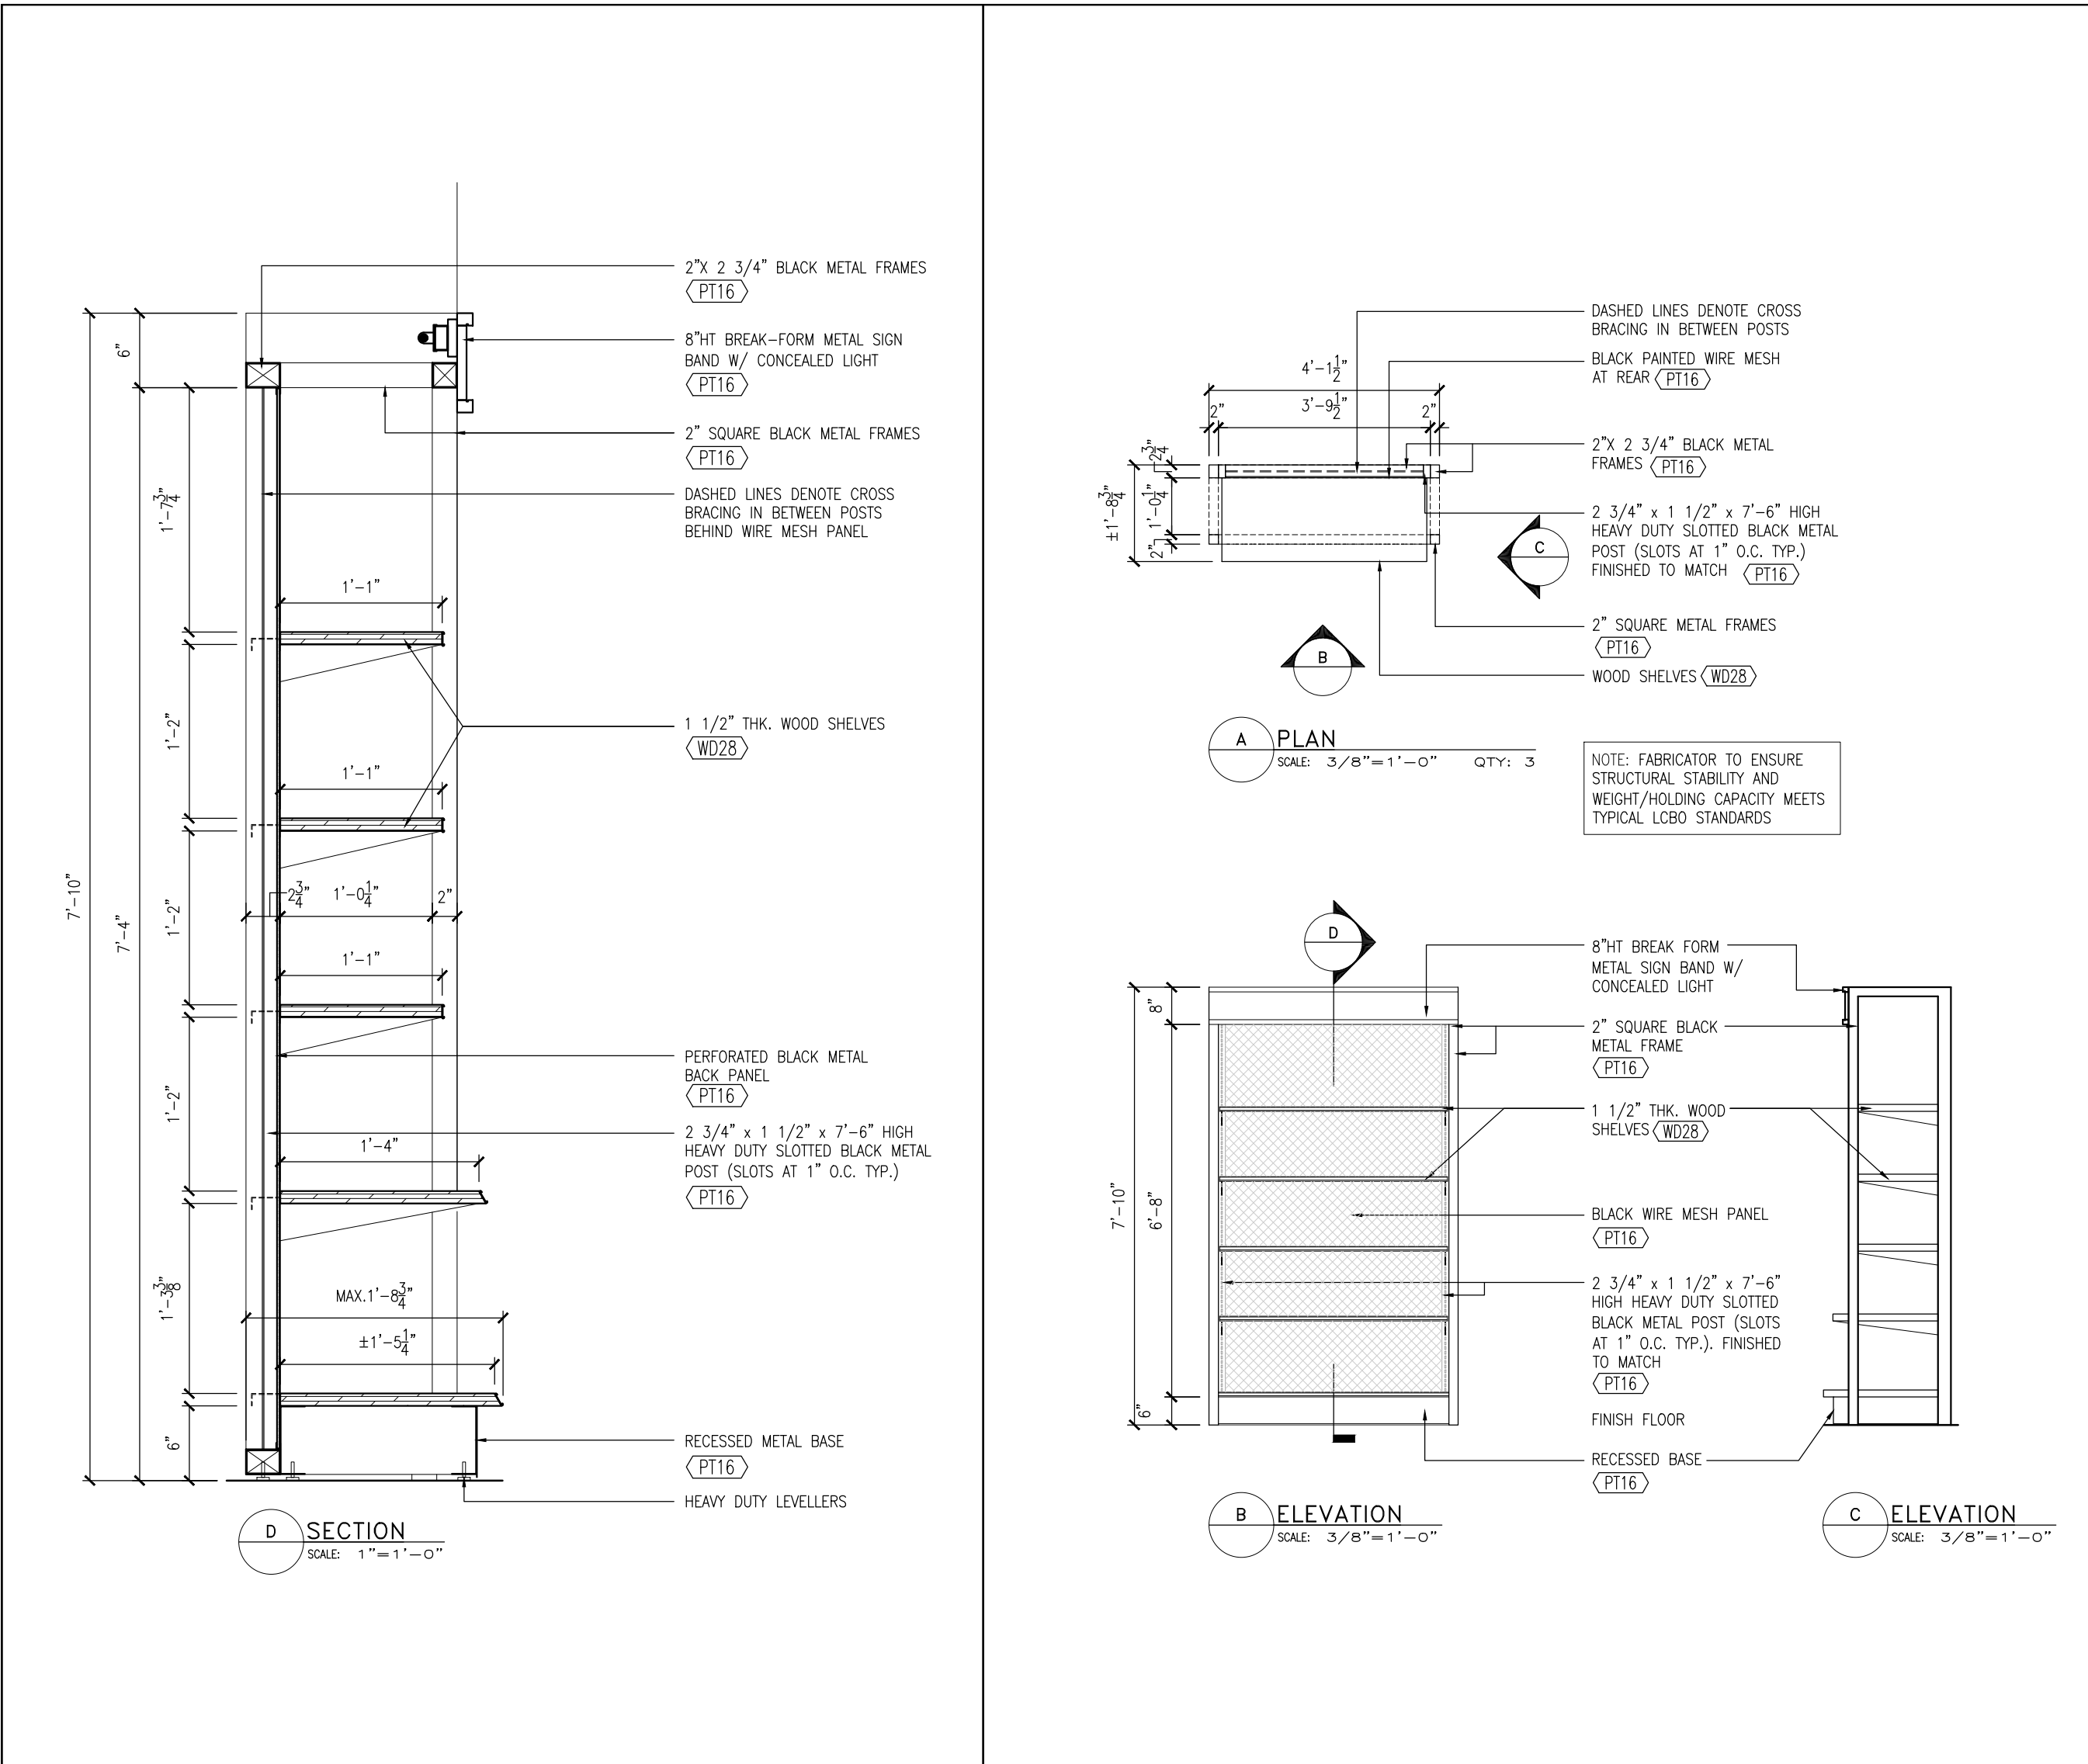 2"X 2 3/4" BLACK METAL FRAMES
PT16
8"HT BREAK-FORM METAL SIGN
BAND W/ CONCEALED LIGHT
PT16
2" SQUARE BLACK METAL FRAMES
PT16
DASHED LINES DENOTE CROSS
BRACING IN BETWEEN POSTS
BEHIND WIRE MESH PANEL
1 1/2" THK. WOOD SHELVES
WD28
PERFORATED BLACK METAL
BACK PANEL
PT16
2 3/4" x 1 1/2" x 7'-6" HIGH
HEAVY DUTY SLOTTED BLACK METAL
POST (SLOTS AT 1" O.C. TYP.)
PT16
RECESSED METAL BASE
PT16
HEAVY DUTY LEVELLERS
7'-10"
7'-4"
6"
1'-7 3/4"
1'-2"
1'-2"
1'-2"
1'-3 3/8"
6"
1'-1"
1'-1"
2 3/4" 1'-0 1/4" 2"
1'-1"
1'-4"
MAX.1'-8 3/4"
±1'-5 1/4"
D SECTION
SCALE: 1"=1'-0"
4'-1 1/2"
3'-9 1/2"
2" 2"
±1'-8 3/4"
2 3/4"
1'-0 1/4"
2"
DASHED LINES DENOTE CROSS
BRACING IN BETWEEN POSTS
BLACK PAINTED WIRE MESH
AT REAR PT16
2"X 2 3/4" BLACK METAL
FRAMES PT16
2 3/4" x 1 1/2" x 7'-6" HIGH
HEAVY DUTY SLOTTED BLACK METAL
POST (SLOTS AT 1" O.C. TYP.)
FINISHED TO MATCH PT16
2" SQUARE METAL FRAMES
PT16
WOOD SHELVES WD28
C
B
A PLAN
SCALE: 3/8"=1'-0" QTY: 3
NOTE: FABRICATOR TO ENSURE
STRUCTURAL STABILITY AND
WEIGHT/HOLDING CAPACITY MEETS
TYPICAL LCBO STANDARDS
D
7'-10"
8"
6'-8"
6"
8"HT BREAK FORM
METAL SIGN BAND W/
CONCEALED LIGHT
2" SQUARE BLACK
METAL FRAME
PT16
1 1/2" THK. WOOD
SHELVES WD28
BLACK WIRE MESH PANEL
PT16
2 3/4" x 1 1/2" x 7'-6"
HIGH HEAVY DUTY SLOTTED
BLACK METAL POST (SLOTS
AT 1" O.C. TYP.). FINISHED
TO MATCH
PT16
FINISH FLOOR
RECESSED BASE
PT16
B ELEVATION
SCALE: 3/8"=1'-0"
C ELEVATION
SCALE: 3/8"=1'-0"